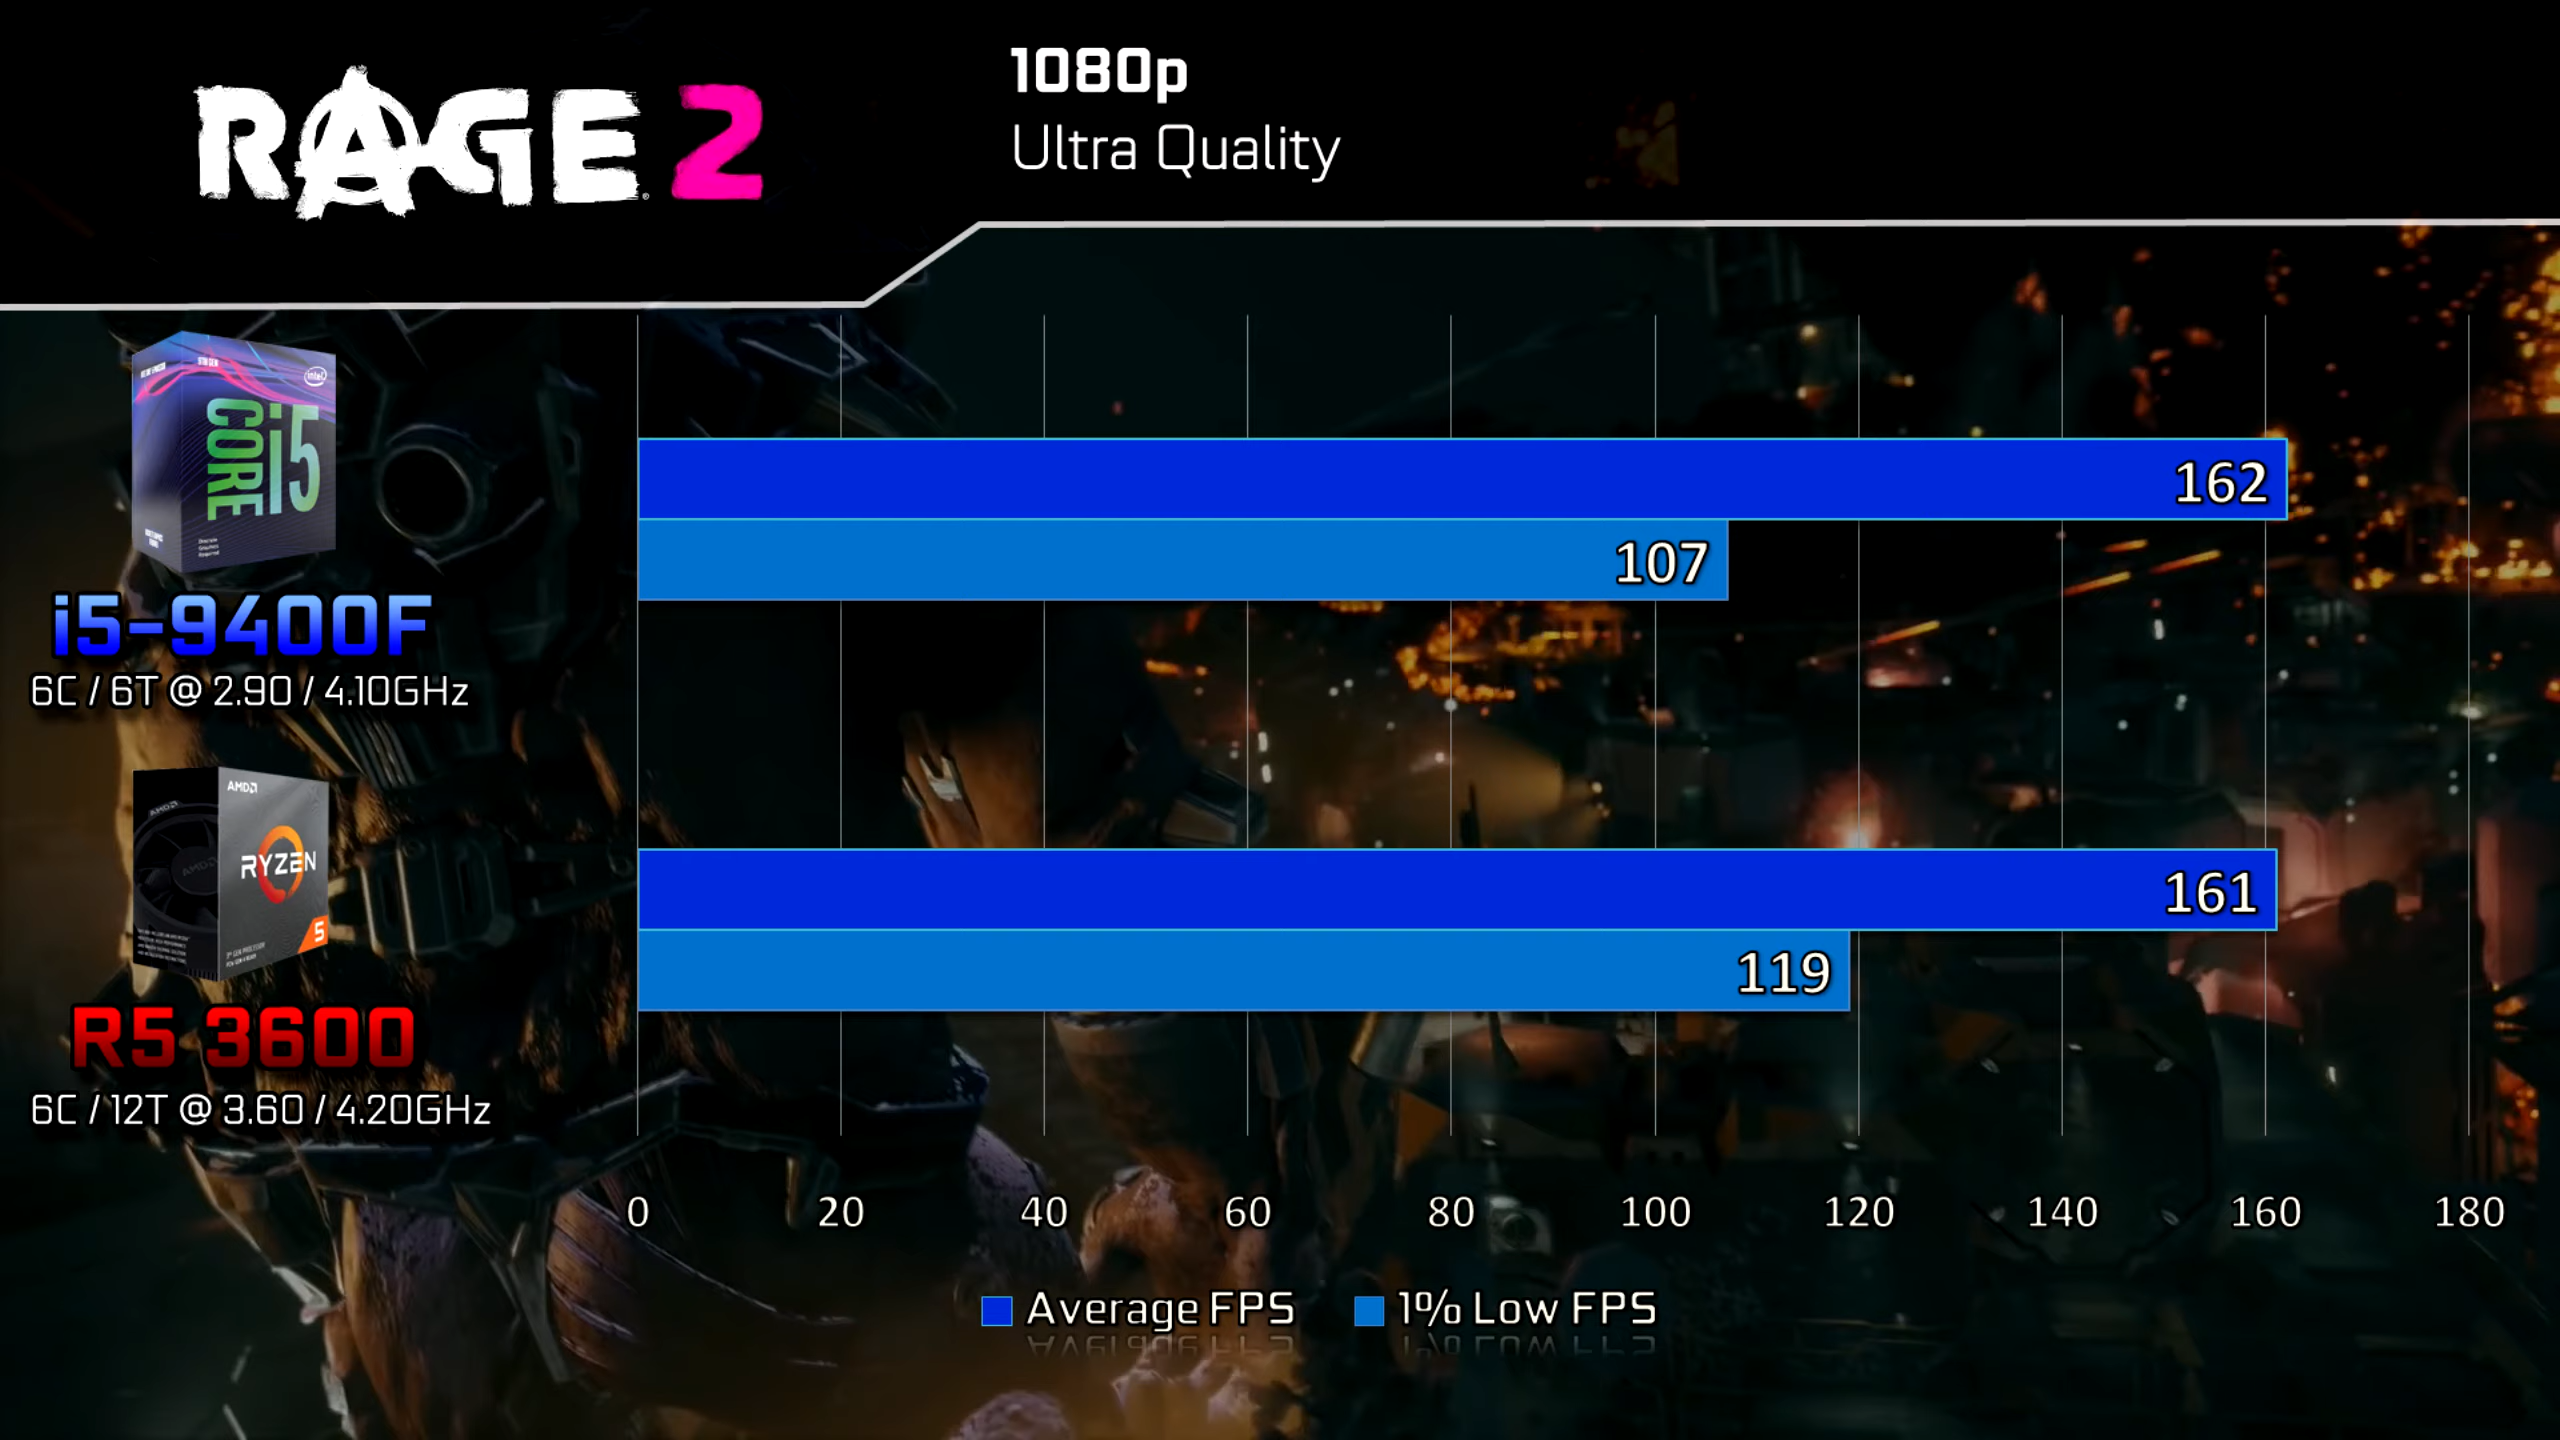 RAGE 2
1080p
Ultra Quality
intel
CORE i5
i5-9400F
6C / 6T @ 2.90 / 4.10GHz
162
107
AMD
AMD
AMD
RYZEN
5
R5 3600
6C / 12T @ 3.60 / 4.20GHz
161
119
0 20 40 60 80 100 120 140 160 180
Average FPS 1% Low FPS